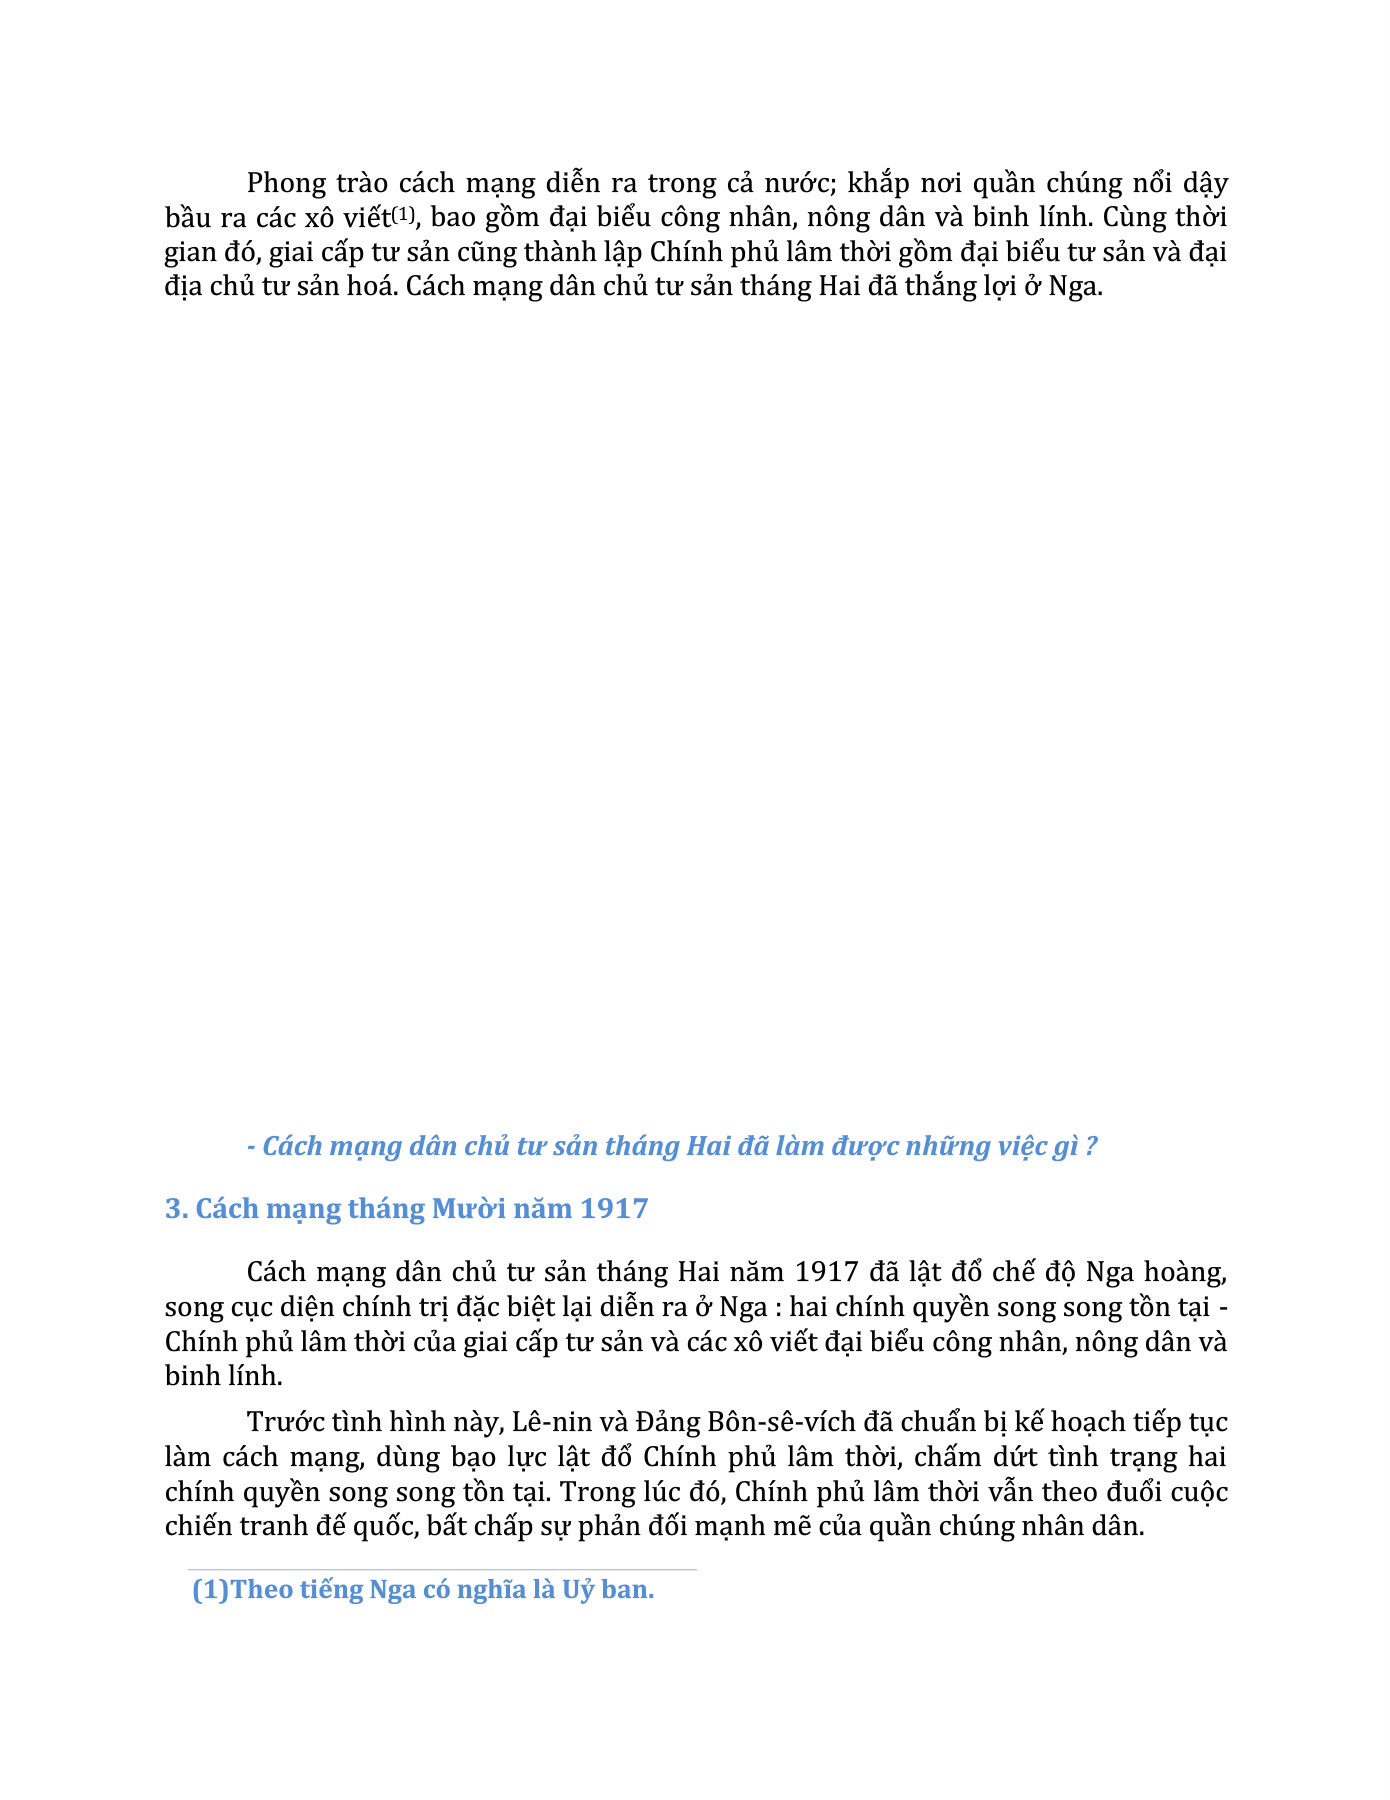 Phong trào cách mạng diễn ra trong cả nước; khắp nơi quần chúng nổi dậy
bầu ra các xô viết(1), bao gồm đại biểu công nhân, nông dân và binh lính. Cùng thời
gian đó, giai cấp tư sản cũng thành lập Chính phủ lâm thời gồm đại biểu tư sản và đại
địa chủ tư sản hoá. Cách mạng dân chủ tư sản tháng Hai đã thắng lợi ở Nga.
- Cách mạng dân chủ tư sản tháng Hai đã làm được những việc gì ?
3. Cách mạng tháng Mười năm 1917
Cách mạng dân chủ tư sản tháng Hai năm 1917 đã lật đổ chế độ Nga hoàng,
song cục diện chính trị đặc biệt lại diễn ra ở Nga : hai chính quyền song song tồn tại -
Chính phủ lâm thời của giai cấp tư sản và các xô viết đại biểu công nhân, nông dân và
binh lính.
Trước tình hình này, Lê-nin và Đảng Bôn-sê-vích đã chuẩn bị kế hoạch tiếp tục
làm cách mạng, dùng bạo lực lật đổ Chính phủ lâm thời, chấm dứt tình trạng hai
chính quyền song song tồn tại. Trong lúc đó, Chính phủ lâm thời vẫn theo đuổi cuộc
chiến tranh đế quốc, bất chấp sự phản đối mạnh mẽ của quần chúng nhân dân.
(1)Theo tiếng Nga có nghĩa là Uỷ ban.